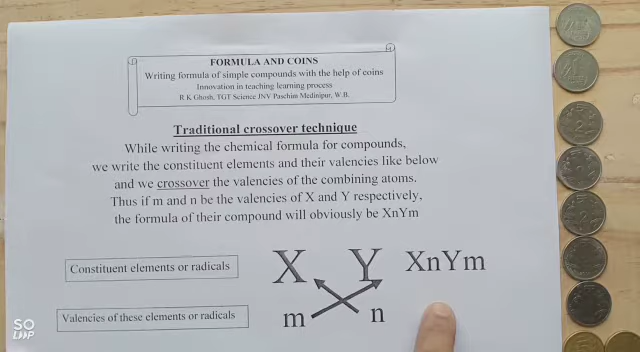 FORMULA AND COINS
Writing formula of simple compounds with the help of coins
Innovation in teaching learning process
R K Ghosh, TGT Science JNV Paschim Medinipur, W.B.
Traditional crossover technique
While writing the chemical formula for compounds,
we write the constituent elements and their valencies like below
and we crossover the valencies of the combining atoms.
Thus if m and n be the valencies of X and Y respectively,
the formula of their compound will obviously be XnYm
Constituent elements or radicals
X Y XnYm
Valencies of these elements or radicals
m n
SO
LOOP
2
2
2